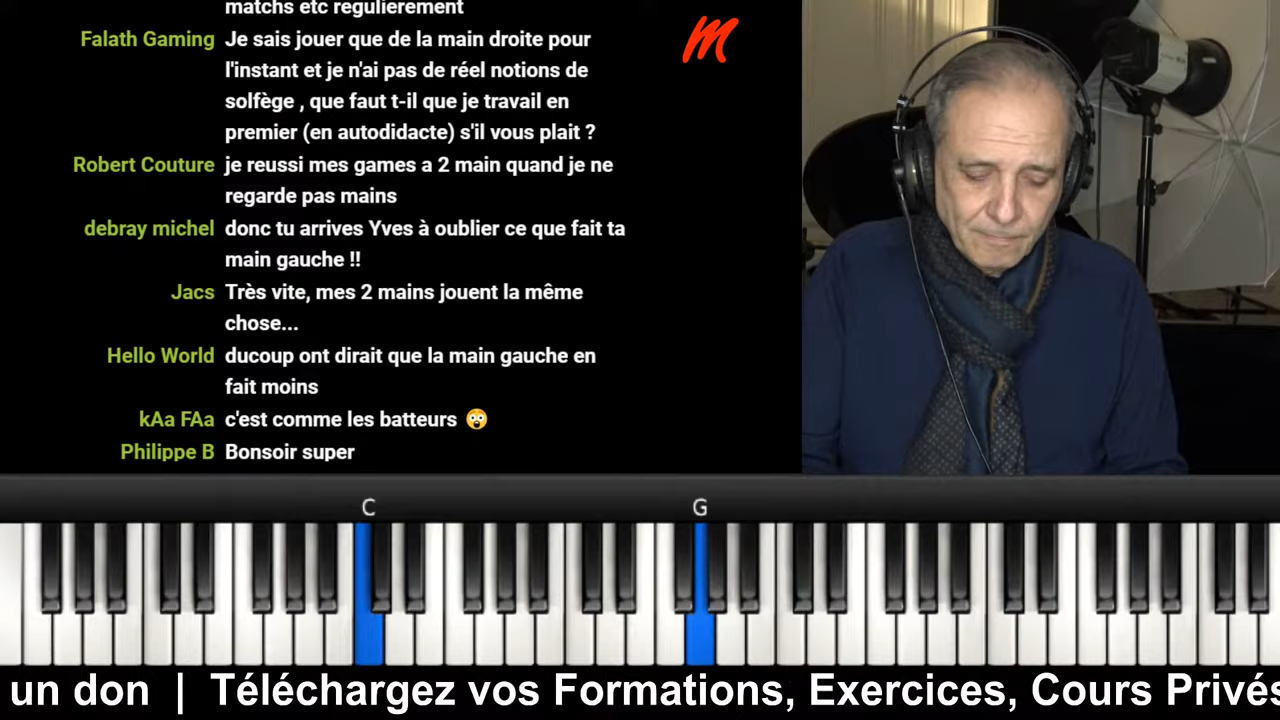 matchs etc regulierement
Falath Gaming Je sais jouer que de la main droite pour
l'instant et je n'ai pas de réel notions de
solfège , que faut t-il que je travail en
premier (en autodidacte) s'il vous plait ?
Robert Couture je reussi mes games a 2 main quand je ne
regarde pas mains
debray michel donc tu arrives Yves à oublier ce que fait ta
main gauche !!
Jacs Très vite, mes 2 mains jouent la même
chose...
Hello World ducoup ont dirait que la main gauche en
fait moins
kAa FAa c'est comme les batteurs 😲
Philippe B Bonsoir super
m
C G
un don | Téléchargez vos Formations, Exercices, Cours Privés